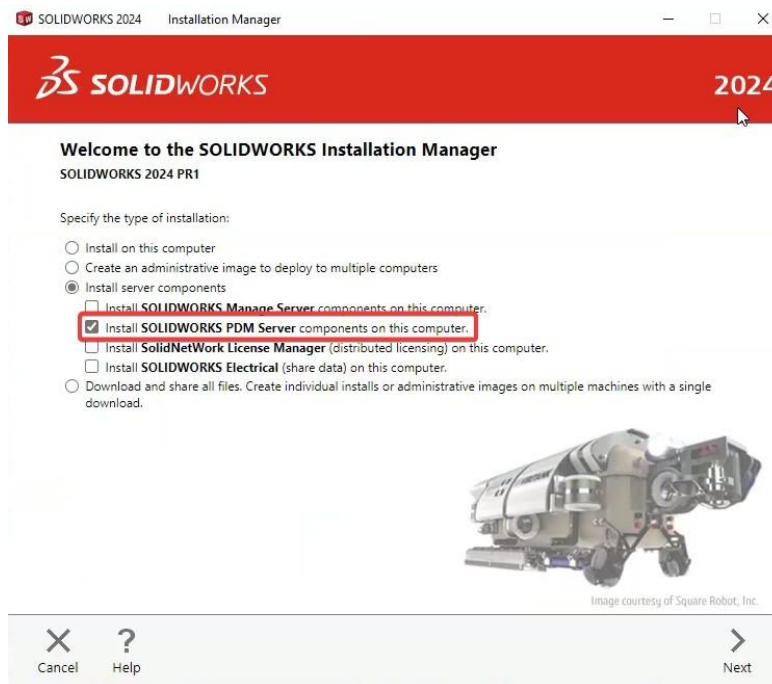 SOLIDWORKS 2024 Installation Manager
SOLIDWORKS 2024
Welcome to the SOLIDWORKS Installation Manager
SOLIDWORKS 2024 PR1
Specify the type of installation:
Install on this computer
Create an administrative image to deploy to multiple computers
Install server components
Install SOLIDWORKS Manage Server components on this computer.
Install SOLIDWORKS PDM Server components on this computer.
Install SolidNetWork License Manager (distributed licensing) on this computer.
Install SOLIDWORKS Electrical (share data) on this computer.
Download and share all files. Create individual installs or administrative images on multiple machines with a single
download.
Image courtesy of Square Robot, Inc.
Cancel Help Next